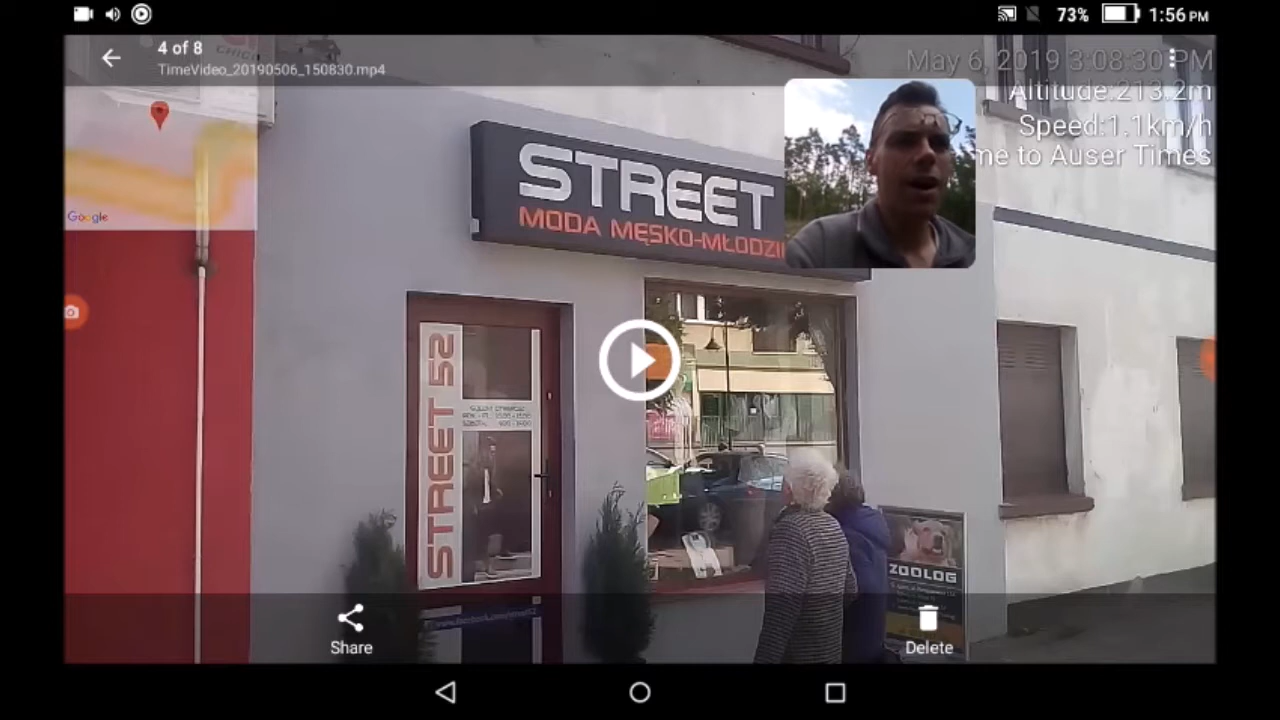 73% 1:56 PM
4 of 8
TimeVideo_20190506_150830.mp4
May 6, 2019 3:08:30 PM
Altitude:213.2m
Speed:1.1km/h
me to Auser Times
Google
STREET
MODA MĘSKO-MŁODZI
STREET 52
ZOOLOG
Share
Delete